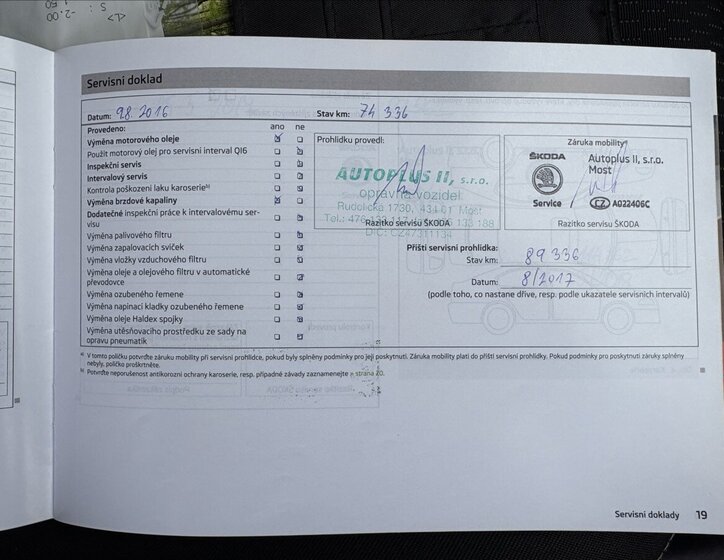 Servisní doklad
Datum: 9.8.2016 Stav km: 74 336
Provedeno: ano ne
Výměna motorového oleje
Použit motorový olej pro servisní interval QI6
Inspekční servis
Intervalový servis
Kontrola poškození laku karoserie b)
Výměna brzdové kapaliny
Dodatečné inspekční práce k intervalovému ser-
visu
Výměna palivového filtru
Výměna zapalovacích svíček
Výměna vložky vzduchového filtru
Výměna oleje a olejového filtru v automatické
převodovce
Výměna ozubeného řemene
Výměna napínací kladky ozubeného řemene
Výměna oleje Haldex spojky
Výměna utěsňovacího prostředku ze sady na
opravu pneumatik
Prohlídku provedl:
AUTOPLUS II, s.r.o.
opravna vozidel
Rudolická 1730, 434 01 Most
DIČ: CZ47311134
Razítko servisu ŠKODA
Záruka mobility
ŠKODA
Service
Autoplus II, s.r.o.
Most
CZ A022406C
Razítko servisu ŠKODA
Příští servisní prohlídka:
Stav km: 89 336
Datum: 8/2017
(podle toho, co nastane dříve, resp. podle ukazatele servisních intervalů)
a) V tomto políčku potvrďte záruku mobility při servisní prohlídce, pokud byly splněny podmínky pro její poskytnutí. Záruka mobility platí do příští servisní prohlídky. Pokud podmínky pro poskytnutí záruky splněny
nebyly, políčko proškrtněte.
b) Potvrďte neporušenost antikorozní ochrany karoserie, resp. případné závady zaznamenejte » strana 20.
Servisní doklady 19